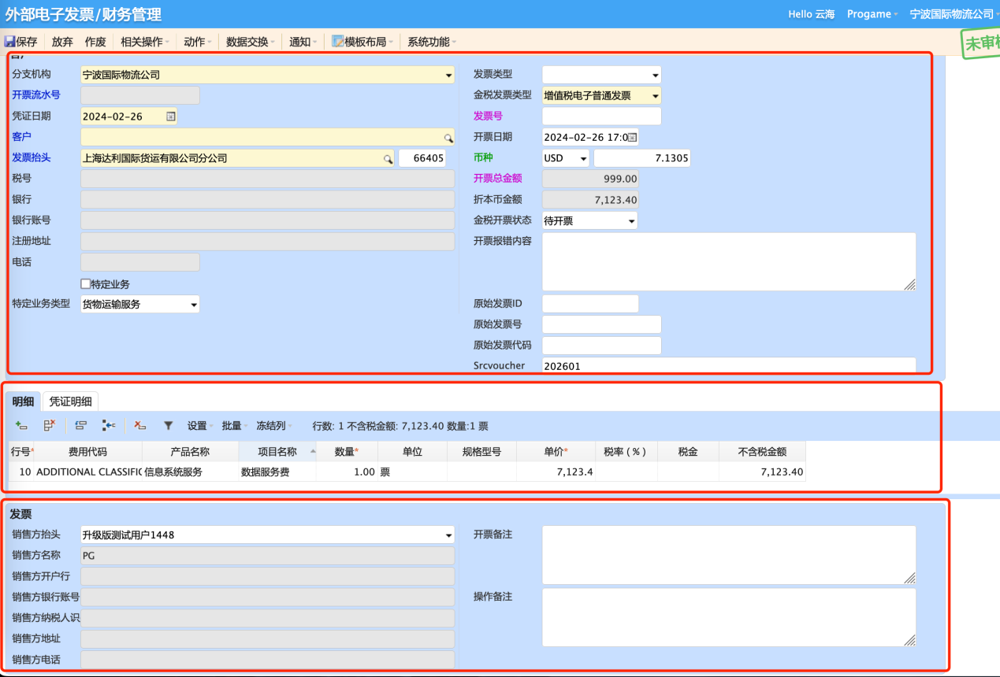 外部电子发票/财务管理 Hello 云海 Progame 宁波国际物流公司
保存 放弃 作废 相关操作 动作 数据交换 通知 模板布局 系统功能 未审
分支机构 宁波国际物流公司 发票类型
开票流水号 金税发票类型 增值税电子普通发票
凭证日期 2024-02-26 发票号
客户 开票日期 2024-02-26 17:0
发票抬头 上海达利国际货运有限公司分公司 66405 币种 USD 7.1305
税号 开票总金额 999.00
银行 折本币金额 7,123.40
银行账号 金税开票状态 待开票
注册地址 开票报错内容
电话
特定业务
特定业务类型 货物运输服务 原始发票ID
原始发票号
原始发票代码
Srcvoucher 202601
明细 凭证明细
设置 批量 冻结列 行数: 1 不含税金额: 7,123.40 数量:1 票
行号* 费用代码 产品名称 项目名称 数量* 单位 规格型号 单价* 税率 ( % ) 税金 不含税金额
10 ADDITIONAL CLASSIFIC 信息系统服务 数据服务费 1.00 票 7,123.4 7,123.40
发票
销售方抬头 升级版测试用户1448 开票备注
销售方名称 PG
销售方开户行
销售方银行账号 操作备注
销售方纳税人识
销售方地址
销售方电话